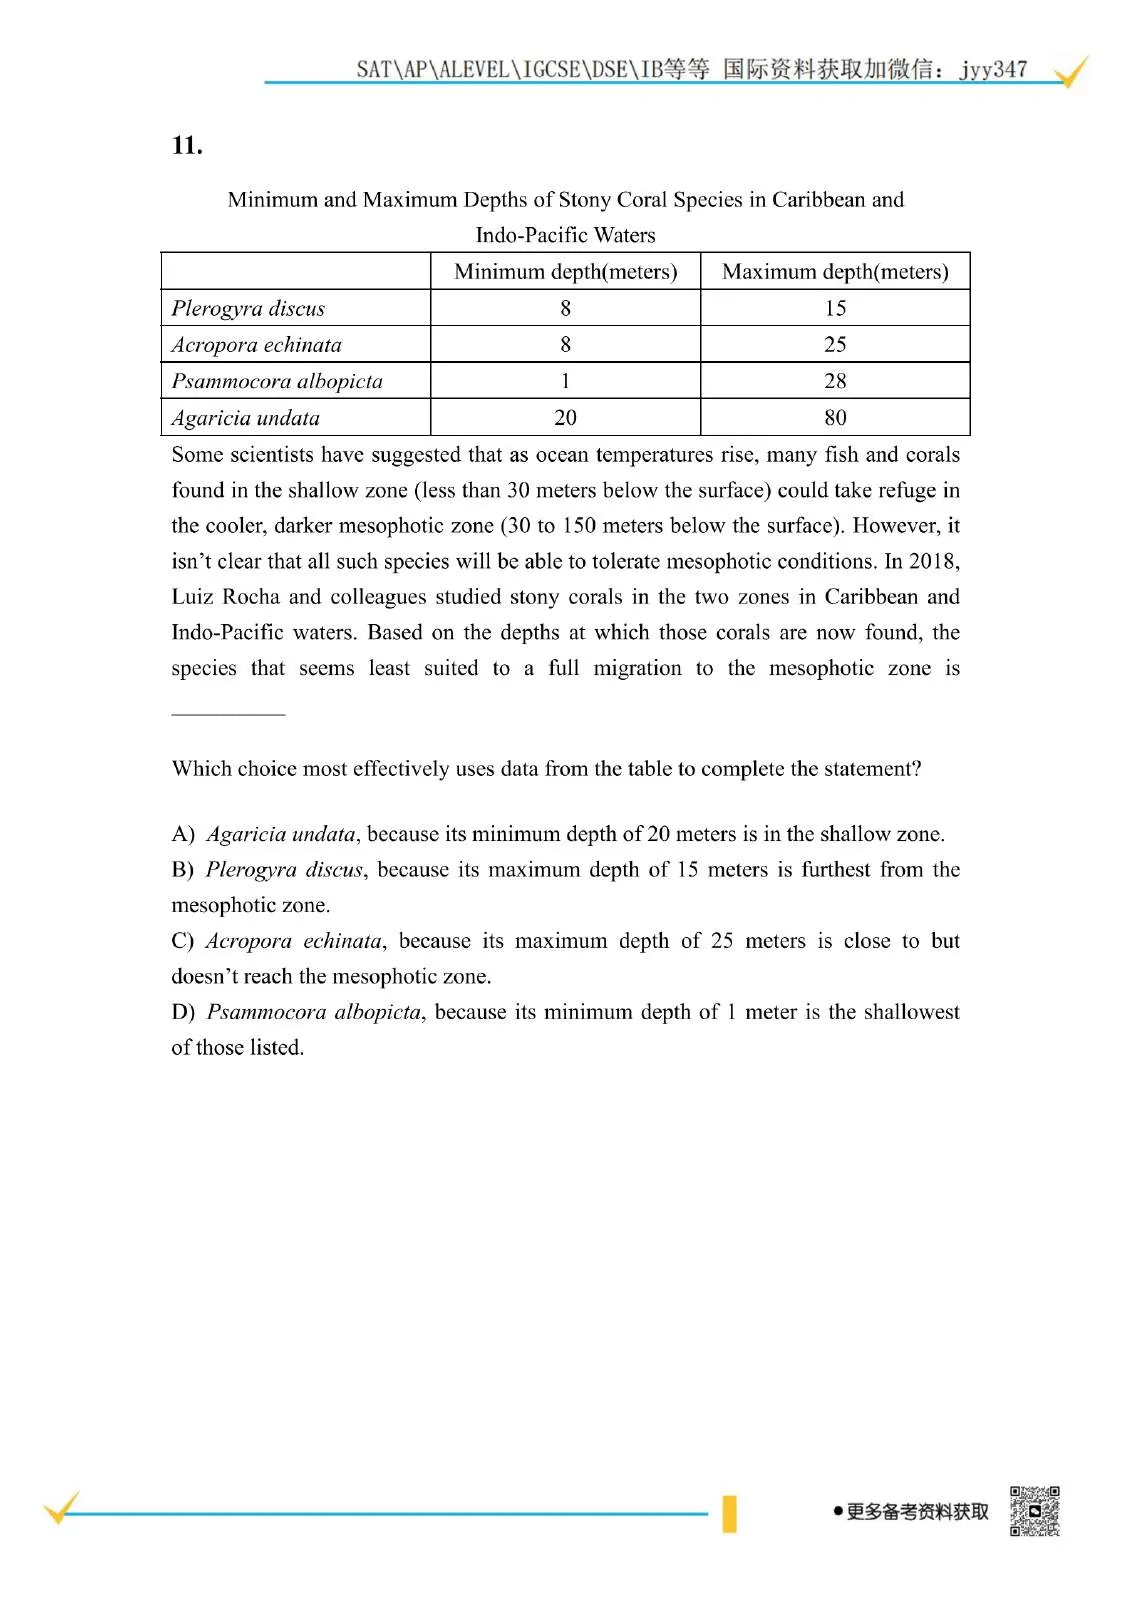 SAT\AP\ALEVEL\IGCSE\DSE\IB等等 国际资料获取加微信：jyy347
11.
Minimum and Maximum Depths of Stony Coral Species in Caribbean and
Indo-Pacific Waters
Minimum depth(meters) Maximum depth(meters)
Plerogyra discus 8 15
Acropora echinata 8 25
Psammocora albopicta 1 28
Agaricia undata 20 80
Some scientists have suggested that as ocean temperatures rise, many fish and corals
found in the shallow zone (less than 30 meters below the surface) could take refuge in
the cooler, darker mesophotic zone (30 to 150 meters below the surface). However, it
isn’t clear that all such species will be able to tolerate mesophotic conditions. In 2018,
Luiz Rocha and colleagues studied stony corals in the two zones in Caribbean and
Indo-Pacific waters. Based on the depths at which those corals are now found, the
species that seems least suited to a full migration to the mesophotic zone is
__________
Which choice most effectively uses data from the table to complete the statement?
A) Agaricia undata, because its minimum depth of 20 meters is in the shallow zone.
B) Plerogyra discus, because its maximum depth of 15 meters is furthest from the
mesophotic zone.
C) Acropora echinata, because its maximum depth of 25 meters is close to but
doesn’t reach the mesophotic zone.
D) Psammocora albopicta, because its minimum depth of 1 meter is the shallowest
of those listed.
●更多备考资料获取